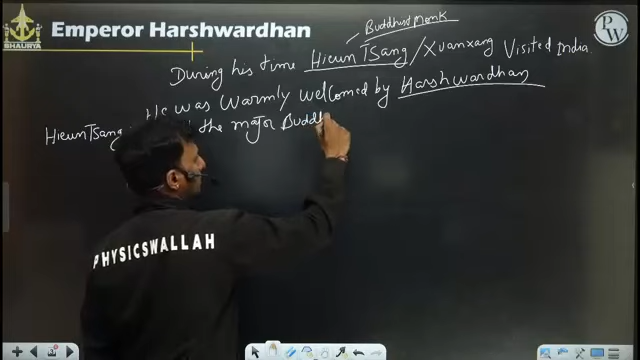 SHAURYA
Emperor Harshwardhan
Buddhist monk
During his time Hieun Tsang / Xuanxang Visited India.
He was warmly welcomed by Harshwardhan
Hieun Tsang the major Budd
PHYSICSWALLAH
PW